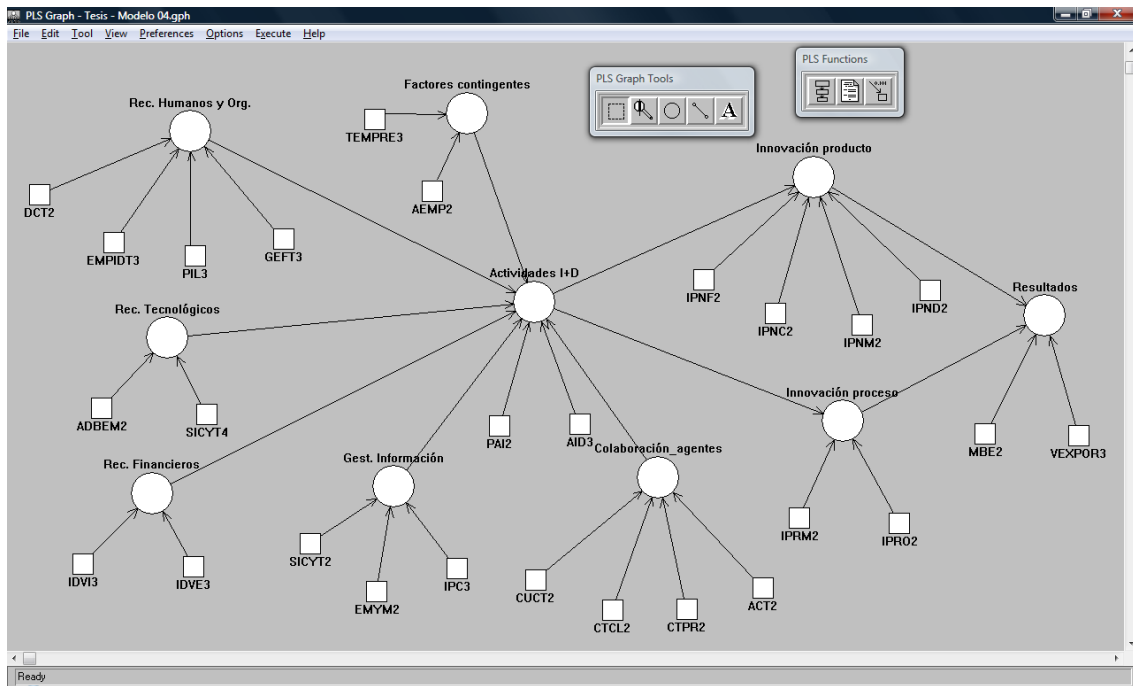 PLS Graph - Tesis - Modelo 04.gph
File Edit Tool View Preferences Options Execute Help
PLS Graph Tools
A
PLS Functions
0.000
Rec. Humanos y Org.
DCT2
EMPIDT3
PIL3
GEFT3
Factores contingentes
TEMPRE3
AEMP2
Innovación producto
IPNF2
IPNC2
IPNM2
IPND2
Actividades I+D
PAI2
AID3
Resultados
MBE2
VEXPOR3
Rec. Tecnológicos
ADBEM2
SICYT4
Innovación proceso
IPRM2
IPRO2
Rec. Financieros
IDVI3
IDVE3
Gest. Información
SICYT2
EMYM2
IPC3
Colaboración_agentes
CUCT2
CTCL2
CTPR2
ACT2
Ready